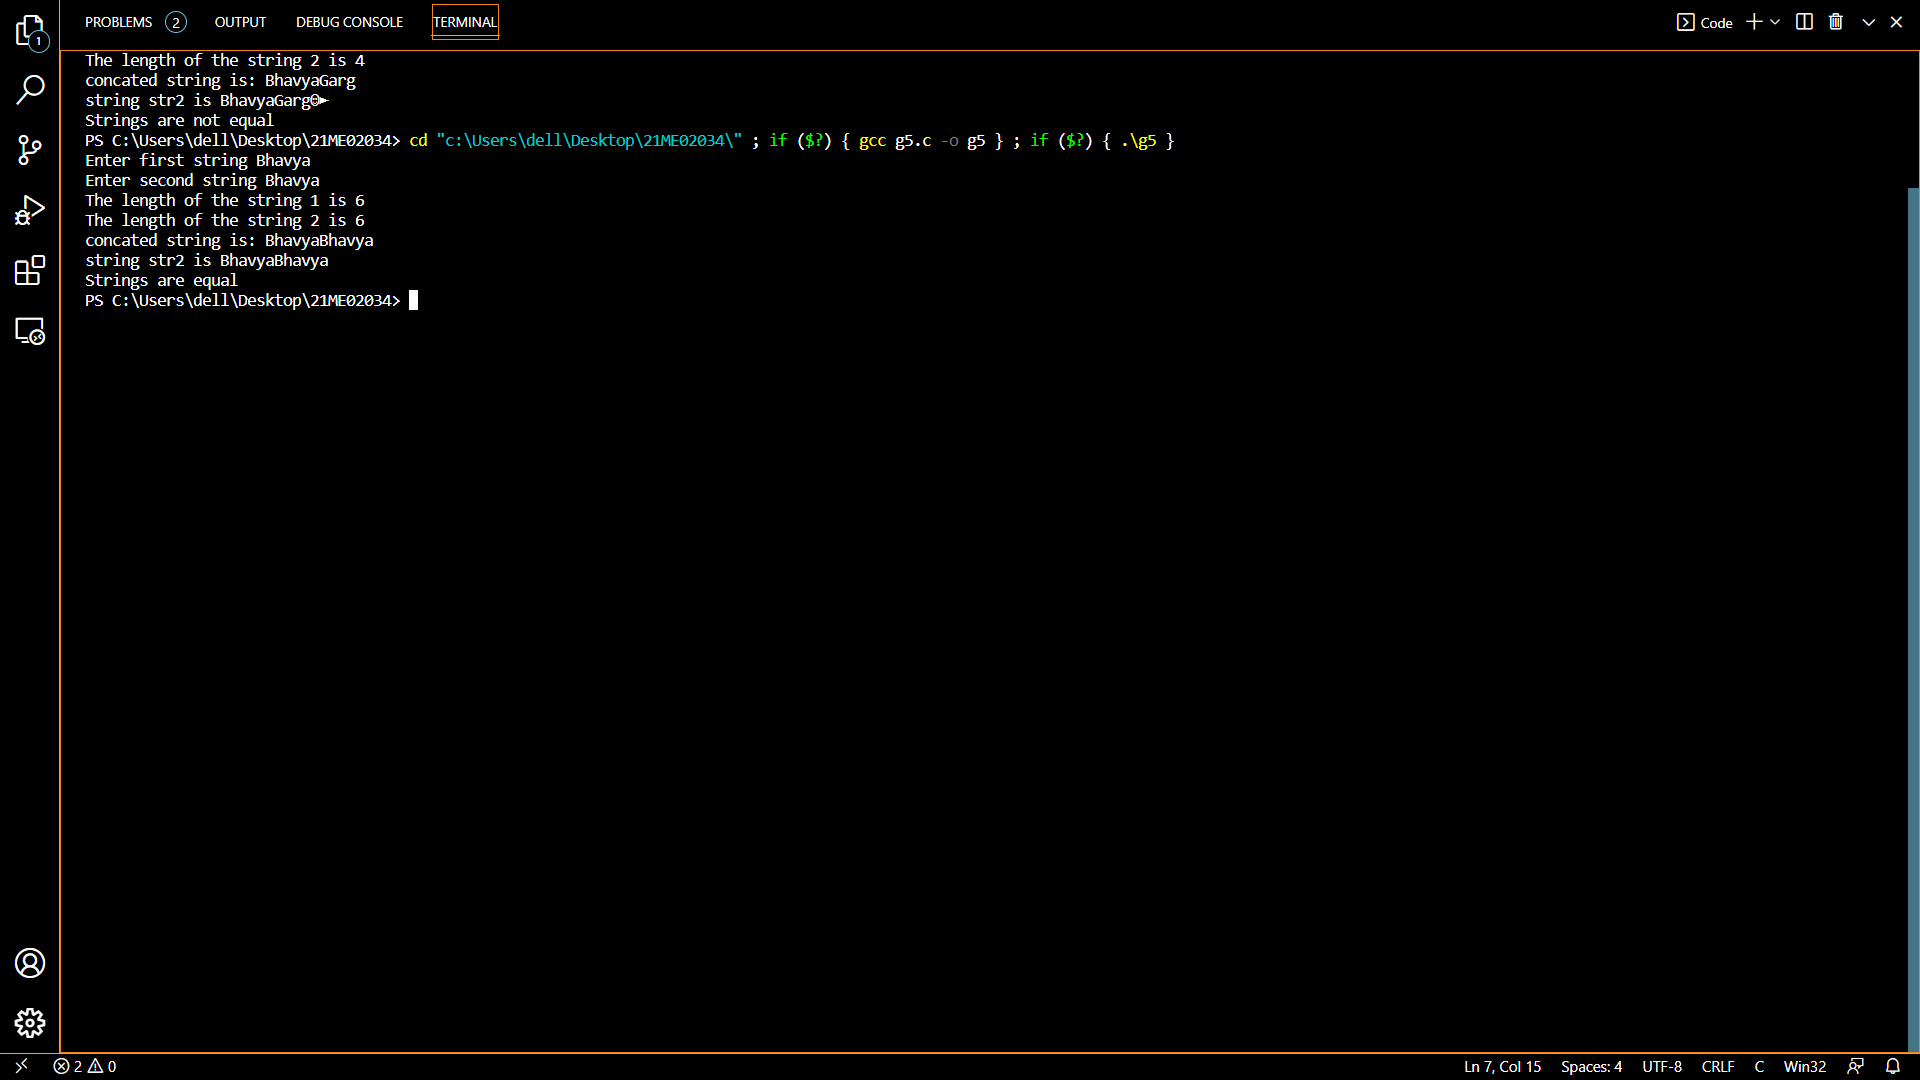 PROBLEMS 2 OUTPUT DEBUG CONSOLE TERMINAL Code
1
The length of the string 2 is 4
concated string is: BhavyaGarg
string str2 is BhavyaGarg☺►
Strings are not equal
PS C:\Users\dell\Desktop\21ME02034> cd "c:\Users\dell\Desktop\21ME02034\" ; if ($?) { gcc g5.c -o g5 } ; if ($?) { .\g5 }
Enter first string Bhavya
Enter second string Bhavya
The length of the string 1 is 6
The length of the string 2 is 6
concated string is: BhavyaBhavya
string str2 is BhavyaBhavya
Strings are equal
PS C:\Users\dell\Desktop\21ME02034>
2 0 Ln 7, Col 15 Spaces: 4 UTF-8 CRLF C Win32